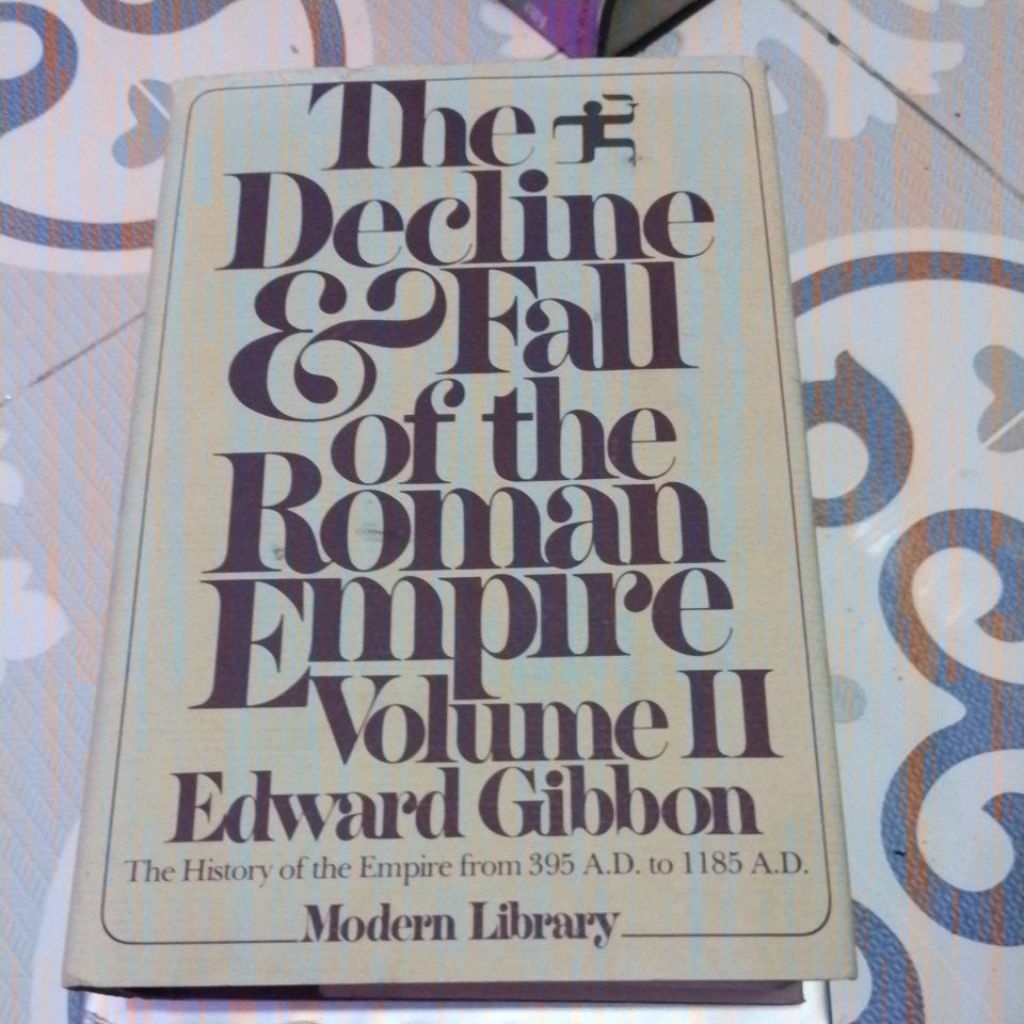 The
Decline
& Fall
of the
Roman
Empire
Volume II
Edward Gibbon
The History of the Empire from 395 A.D. to 1185 A.D.
Modern Library